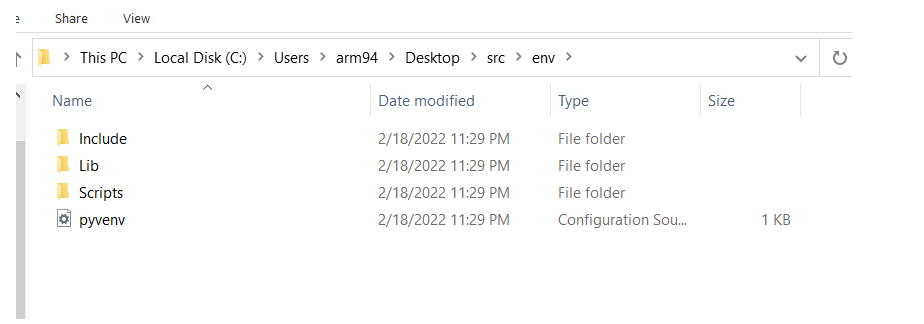 Share View
This PC > Local Disk (C:) > Users > arm94 > Desktop > src > env >
Name Date modified Type Size
Include 2/18/2022 11:29 PM File folder
Lib 2/18/2022 11:29 PM File folder
Scripts 2/18/2022 11:29 PM File folder
pyvenv 2/18/2022 11:29 PM Configuration Sou... 1 KB